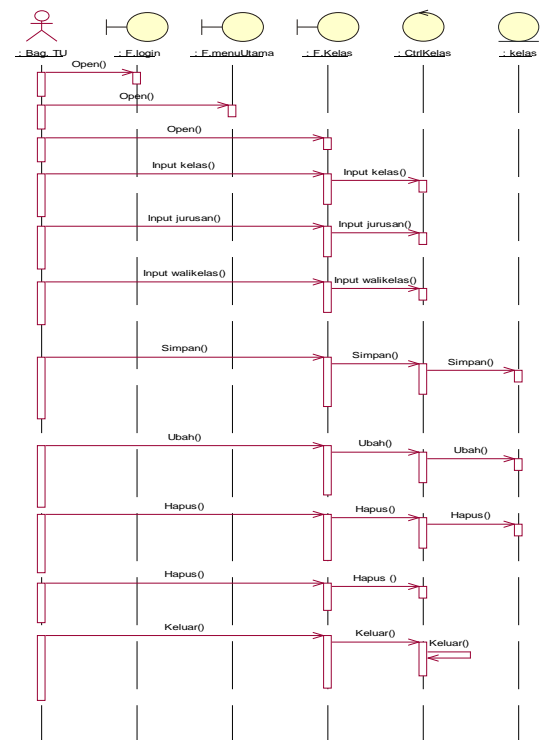 : Bag. TU : F.login : F.menuUtama : F.Kelas : CtrlKelas : kelas
Open()
Open()
Open()
Input kelas() Input kelas()
Input jurusan() Input jurusan()
Input walikelas() Input walikelas()
Simpan() Simpan() Simpan()
Ubah() Ubah() Ubah()
Hapus() Hapus() Hapus()
Hapus() Hapus ()
Keluar() Keluar() Keluar()